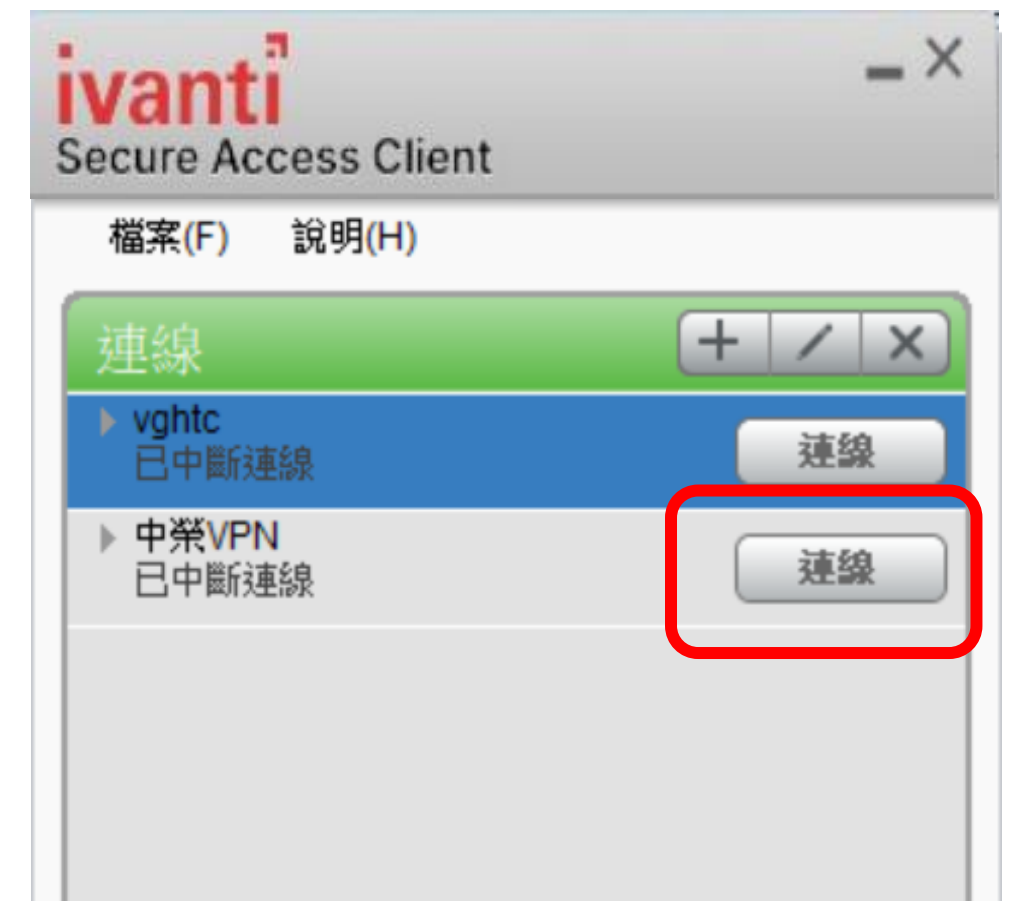 ivanti
Secure Access Client
檔案(F) 說明(H)
連線
vghtc
已中斷連線
連線
中榮VPN
已中斷連線
連線